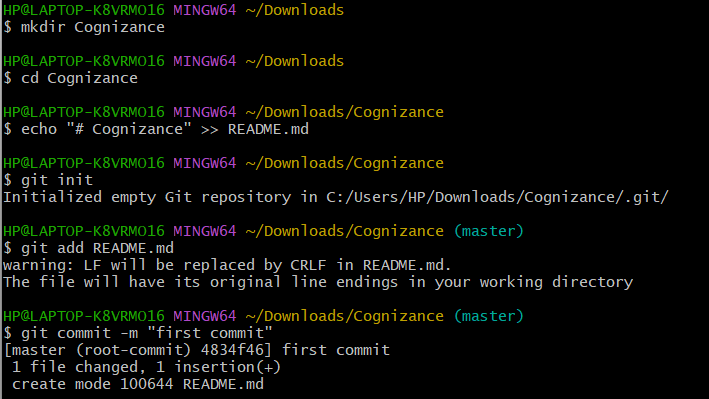 HP@LAPTOP-K8VRMO16 MINGW64 ~/Downloads
$ mkdir Cognizance
HP@LAPTOP-K8VRMO16 MINGW64 ~/Downloads
$ cd Cognizance
HP@LAPTOP-K8VRMO16 MINGW64 ~/Downloads/Cognizance
$ echo "# Cognizance" >> README.md
HP@LAPTOP-K8VRMO16 MINGW64 ~/Downloads/Cognizance
$ git init
Initialized empty Git repository in C:/Users/HP/Downloads/Cognizance/.git/
HP@LAPTOP-K8VRMO16 MINGW64 ~/Downloads/Cognizance (master)
$ git add README.md
warning: LF will be replaced by CRLF in README.md.
The file will have its original line endings in your working directory
HP@LAPTOP-K8VRMO16 MINGW64 ~/Downloads/Cognizance (master)
$ git commit -m "first commit"
[master (root-commit) 4834f46] first commit
 1 file changed, 1 insertion(+)
 create mode 100644 README.md